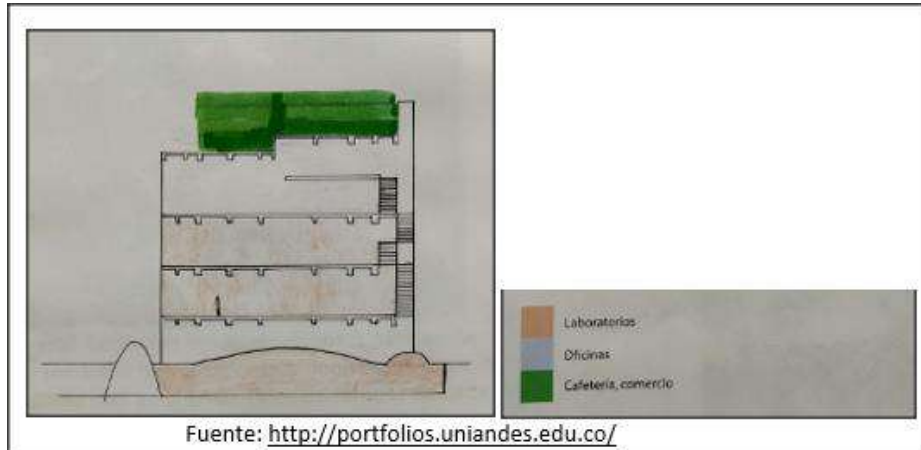 Laboratorios
Oficinas
Cafetería, comercio
Fuente: http://portfolios.uniandes.edu.co/